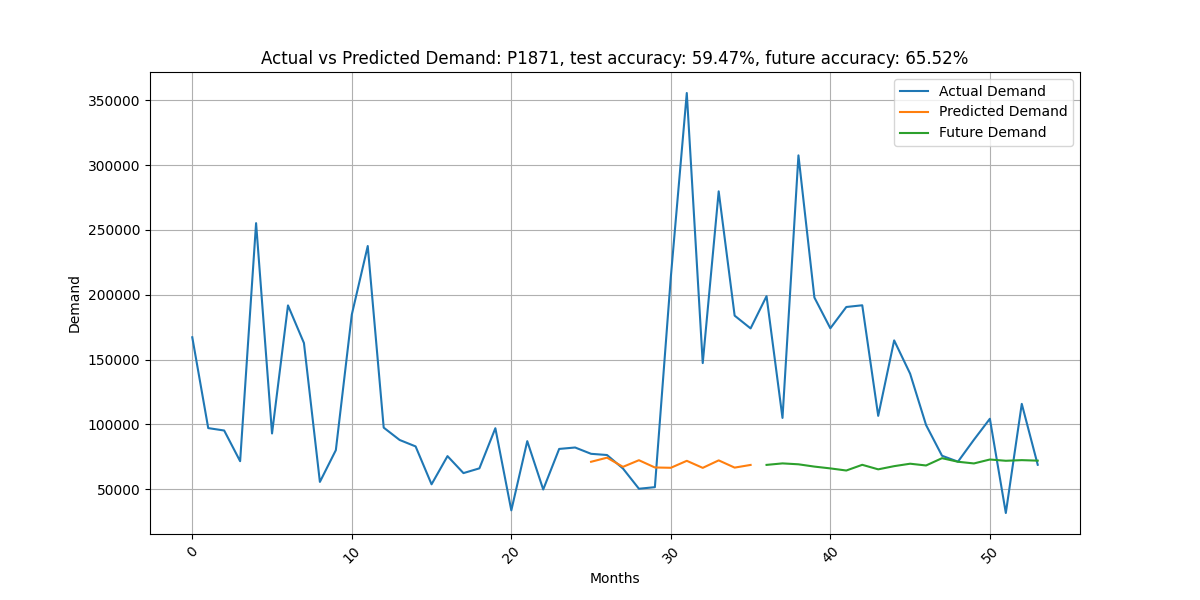 Actual vs Predicted Demand: P1871, test accuracy: 59.47%, future accuracy: 65.52%
Actual Demand
Predicted Demand
Future Demand
350000
300000
250000
200000
150000
100000
50000
Demand
0
10
20
30
40
50
Months